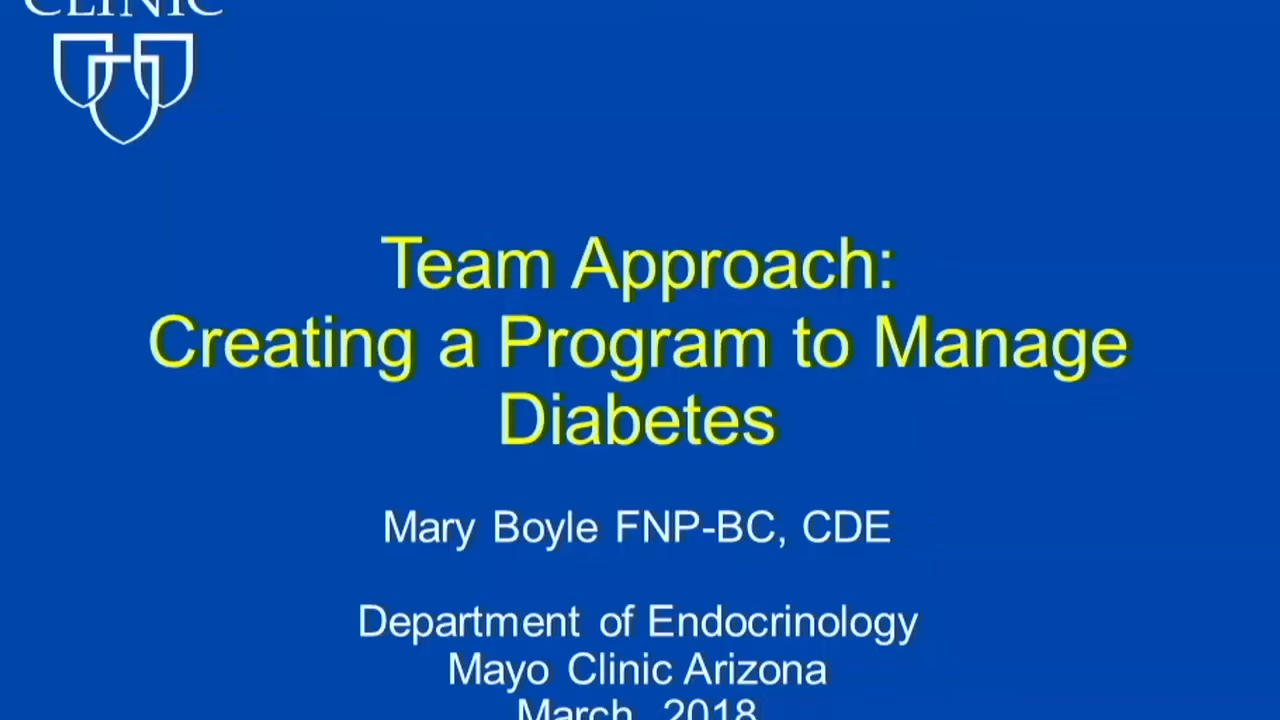 CLINIC
Team Approach:
Creating a Program to Manage
Diabetes
Mary Boyle FNP-BC, CDE
Department of Endocrinology
Mayo Clinic Arizona
March, 2018